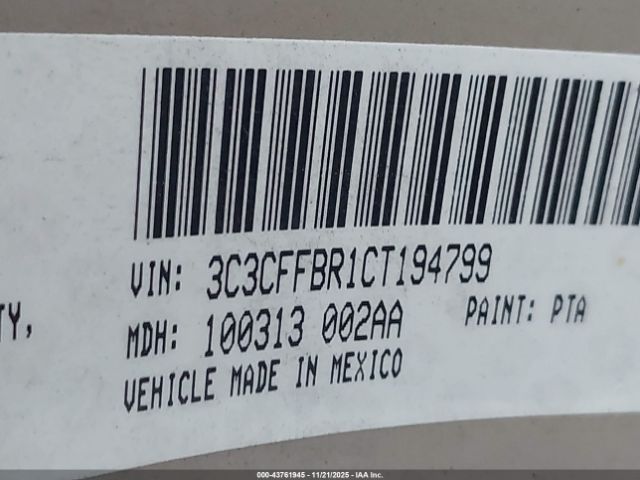 VIN: 3C3CFFBR1CT194799
TY,
MDH: 100313 002AA PAINT: PTA
VEHICLE MADE IN MEXICO
000-43761945 - 11/21/2025 - IAA Inc.